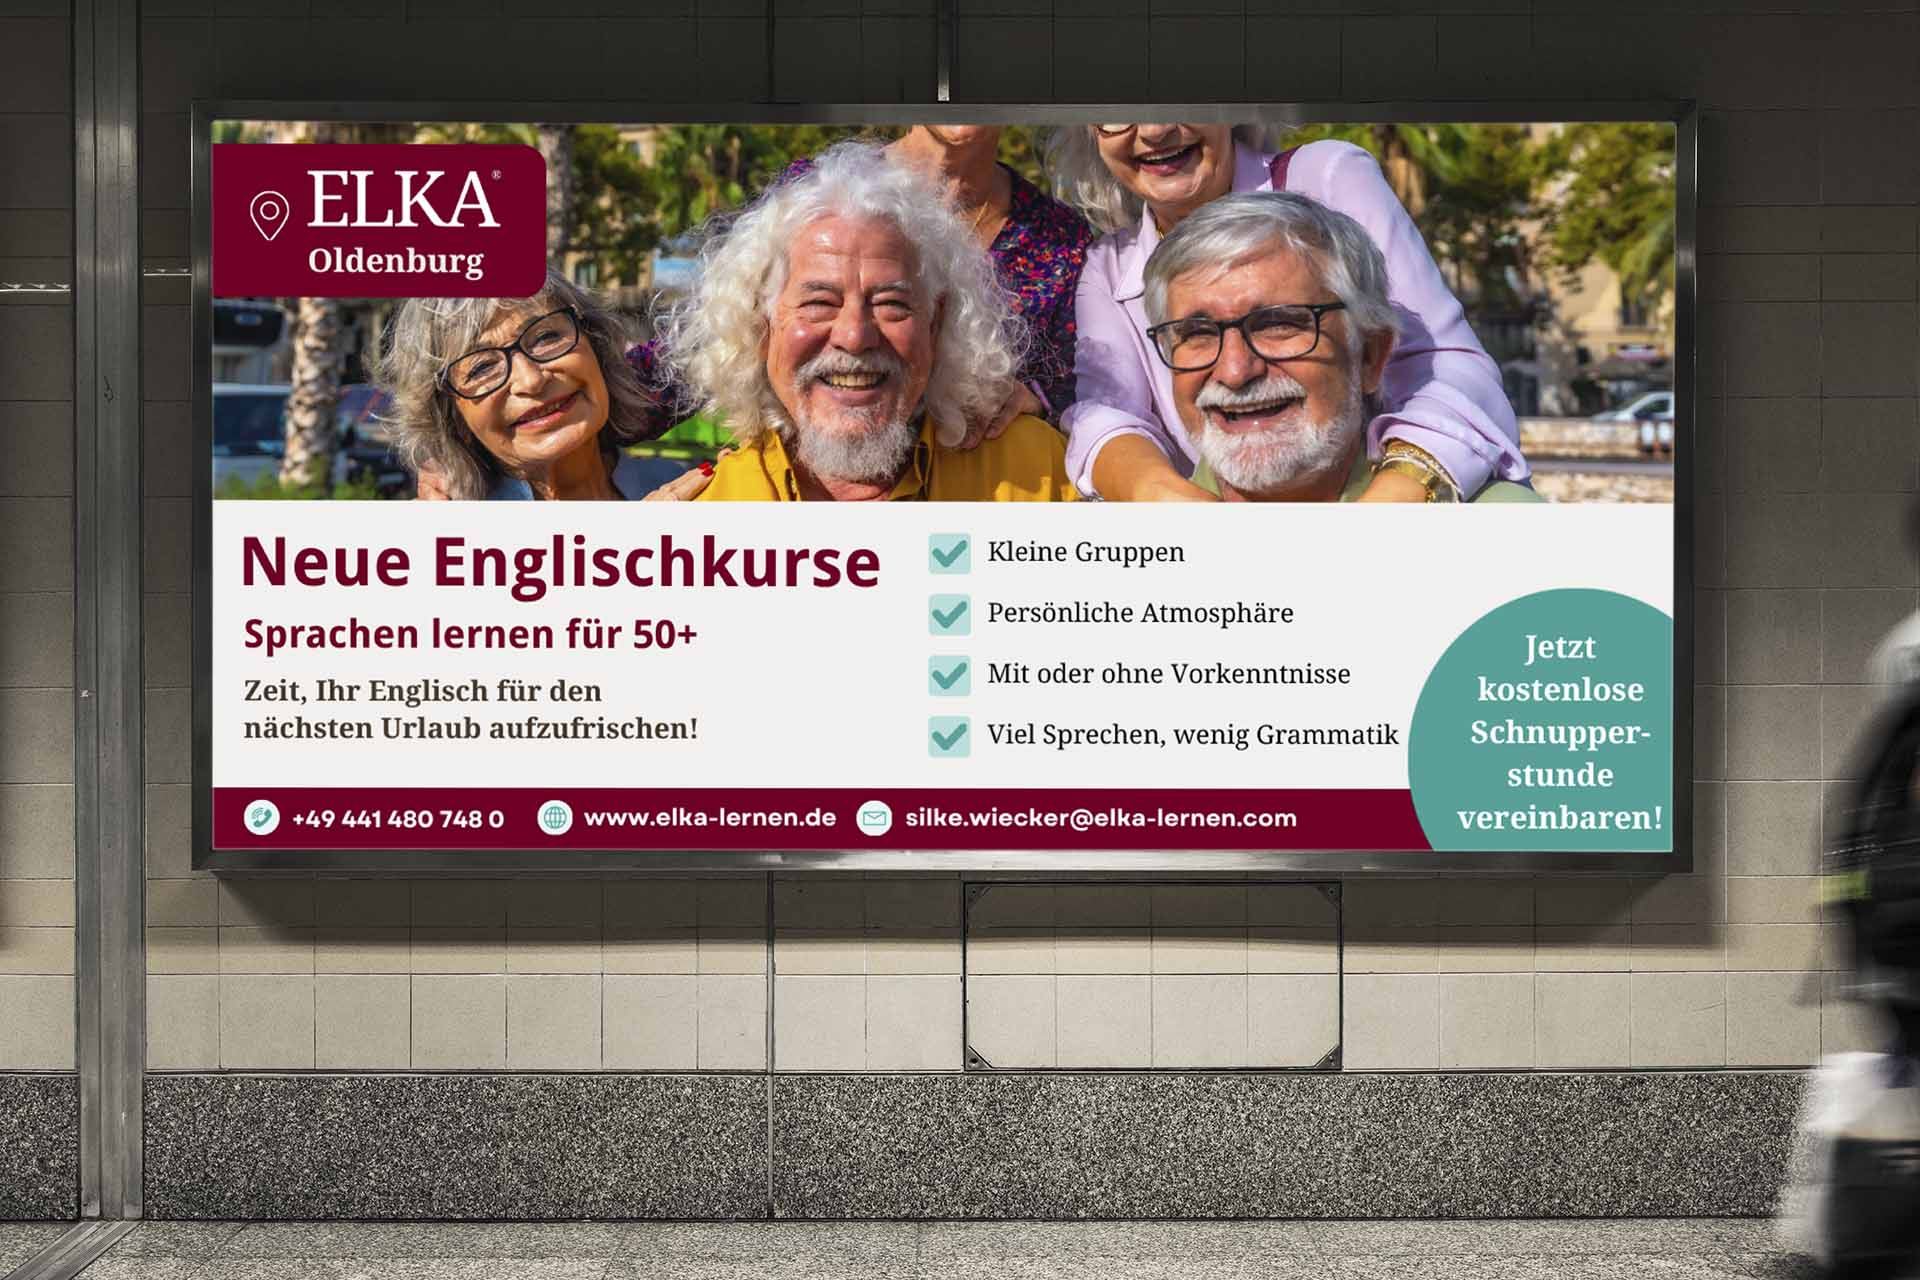 ELKA®
Oldenburg
Neue Englischkurse
Sprachen lernen für 50+
Zeit, Ihr Englisch für den
nächsten Urlaub aufzufrischen!
Kleine Gruppen
Persönliche Atmosphäre
Mit oder ohne Vorkenntnisse
Viel Sprechen, wenig Grammatik
Jetzt
kostenlose
Schnupper-
stunde
vereinbaren!
+49 441 480 748 0
www.elka-lernen.de
silke.wiecker@elka-lernen.com